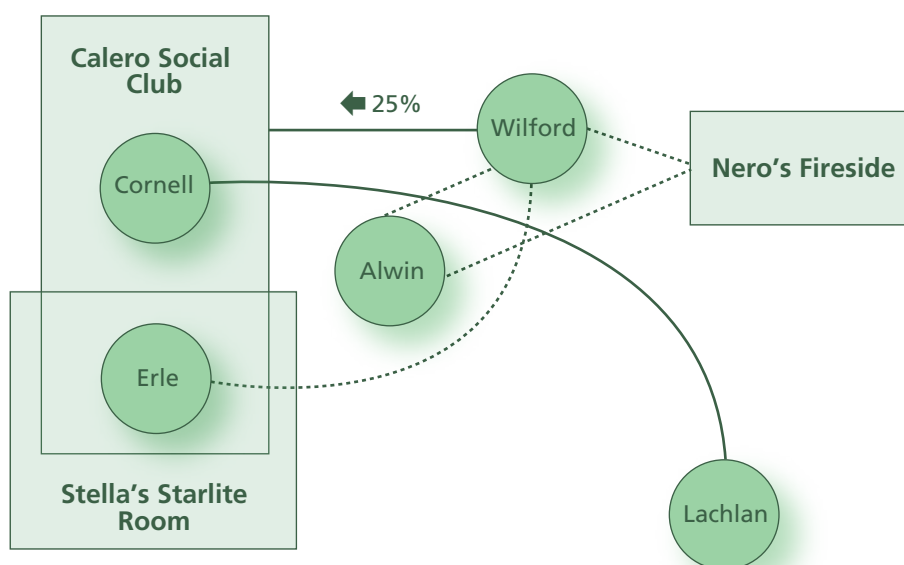 Calero Social
Club
25%
Wilford
Nero’s Fireside
Cornell
Alwin
Erle
Stella’s Starlite
Room
Lachlan